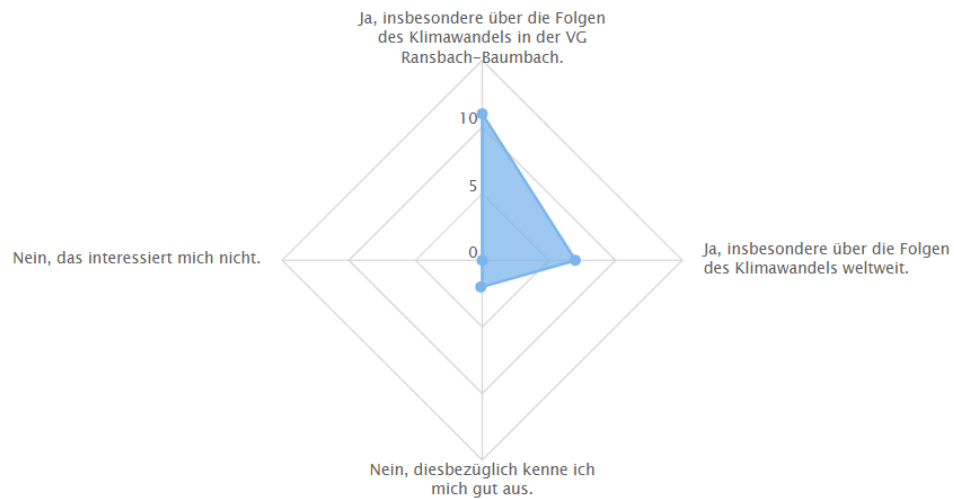 Ja, insbesondere über die Folgen
des Klimawandels in der VG
Ransbach-Baumbach.
10
5
0
Nein, das interessiert mich nicht.
Ja, insbesondere über die Folgen
des Klimawandels weltweit.
Nein, diesbezüglich kenne ich
mich gut aus.